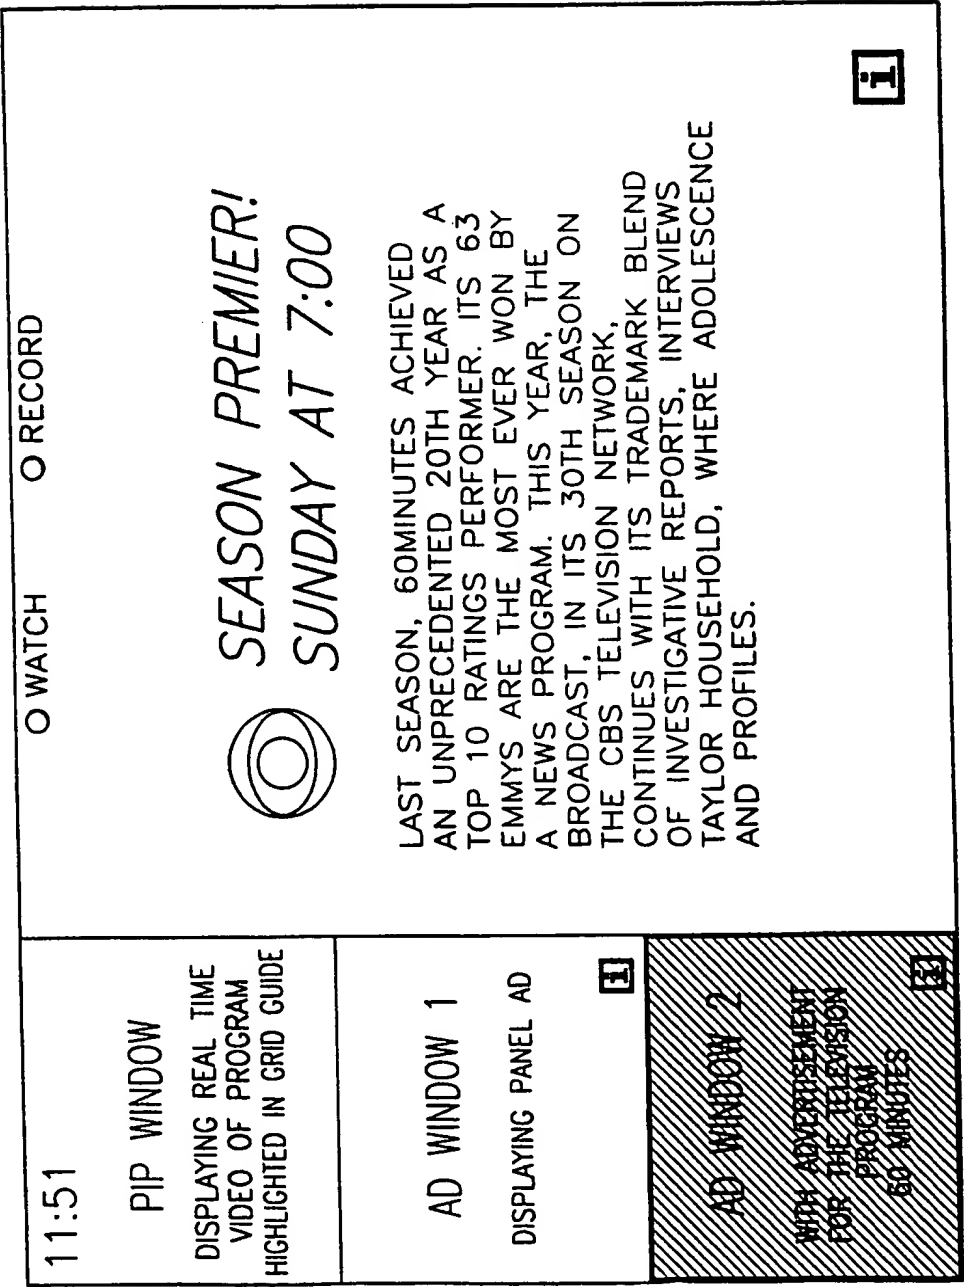 11:51
PIP WINDOW
DISPLAYING REAL TIME
VIDEO OF PROGRAM
HIGHLIGHTED IN GRID GUIDE
AD WINDOW 1
DISPLAYING PANEL AD
i
AD WINDOW 2
WITH ADVERTISEMENT
FOR THE TELEVISION
PROGRAM
60 MINUTES
i
O WATCH
O RECORD
SEASON PREMIER!
SUNDAY AT 7:00
LAST SEASON, 60MINUTES ACHIEVED
AN UNPRECEDENTED 20TH YEAR AS A
TOP 10 RATINGS PERFORMER. ITS 63
EMMYS ARE THE MOST EVER WON BY
A NEWS PROGRAM. THIS YEAR, THE
BROADCAST, IN ITS 30TH SEASON ON
THE CBS TELEVISION NETWORK,
CONTINUES WITH ITS TRADEMARK BLEND
OF INVESTIGATIVE REPORTS, INTERVIEWS
TAYLOR HOUSEHOLD, WHERE ADOLESCENCE
AND PROFILES.
i